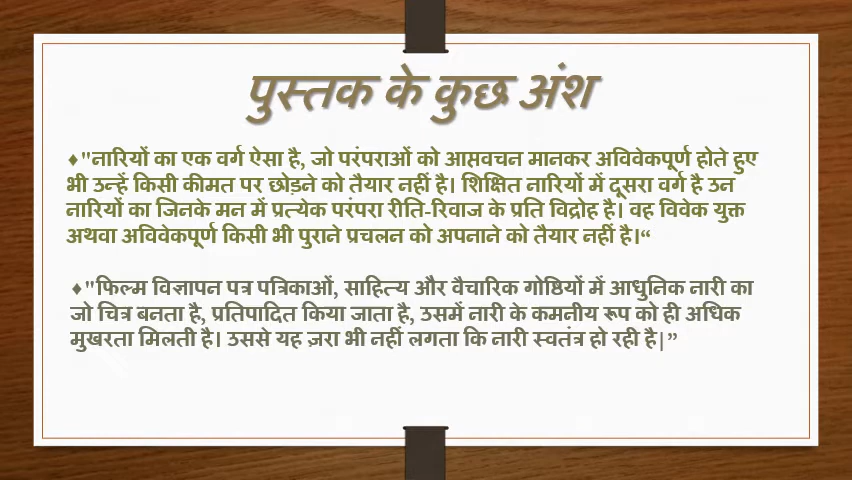 पुस्तक के कुछ अंश
♦"नारियों का एक वर्ग ऐसा है, जो परंपराओं को आप्तवचन मानकर अविवेकपूर्ण होते हुए
भी उन्हें किसी कीमत पर छोड़ने को तैयार नहीं है। शिक्षित नारियों में दूसरा वर्ग है उन
नारियों का जिनके मन में प्रत्येक परंपरा रीति-रिवाज के प्रति विद्रोह है। वह विवेक युक्त
अथवा अविवेकपूर्ण किसी भी पुराने प्रचलन को अपनाने को तैयार नहीं है।“
♦"फिल्म विज्ञापन पत्र पत्रिकाओं, साहित्य और वैचारिक गोष्ठियों में आधुनिक नारी का
जो चित्र बनता है, प्रतिपादित किया जाता है, उसमें नारी के कमनीय रूप को ही अधिक
मुखरता मिलती है। उससे यह ज़रा भी नहीं लगता कि नारी स्वतंत्र हो रही है|”